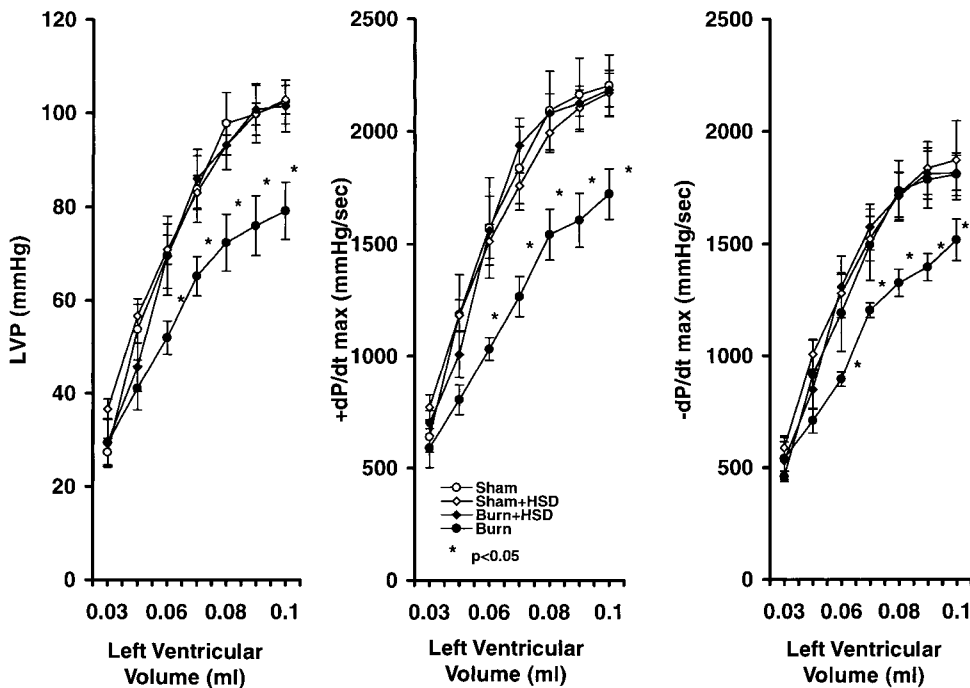 LVP (mmHg)
120
100
80
60
40
20
0
*
*
*
*
*
0.03 0.06 0.08 0.1
Left Ventricular
Volume (ml)
+dP/dt max (mmHg/sec)
2500
2000
1500
1000
500
0
*
*
*
*
*
Sham
Sham+HSD
Burn+HSD
Burn
* p<0.05
0.03 0.06 0.08 0.1
Left Ventricular
Volume (ml)
-dP/dt max (mmHg/sec)
2500
2000
1500
1000
500
0
*
*
*
*
*
0.03 0.06 0.08 0.1
Left Ventricular
Volume (ml)